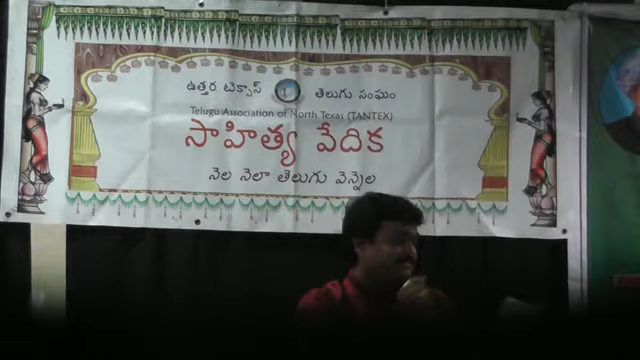 ఉత్తర టెక్సాస్ తెలుగు సంఘం
Telugu Association of North Texas (TANTEX)
సాహిత్య వేదిక
నెల నెలా తెలుగు వెన్నెల